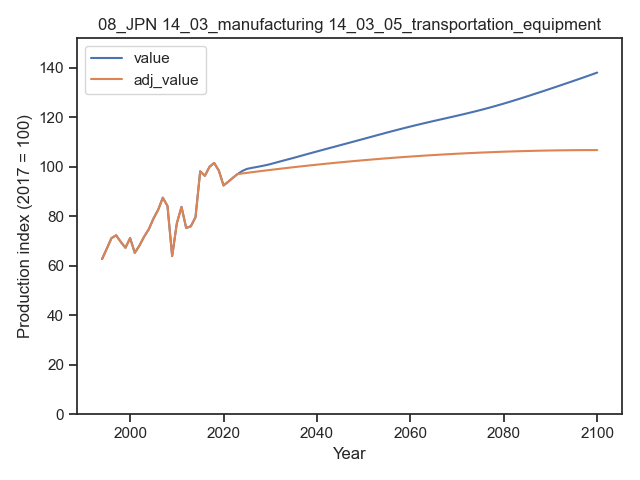 08_JPN 14_03_manufacturing 14_03_05_transportation_equipment
value
adj_value
Production index (2017 = 100)
140
120
100
80
60
40
20
0
2000 2020 2040 2060 2080 2100
Year